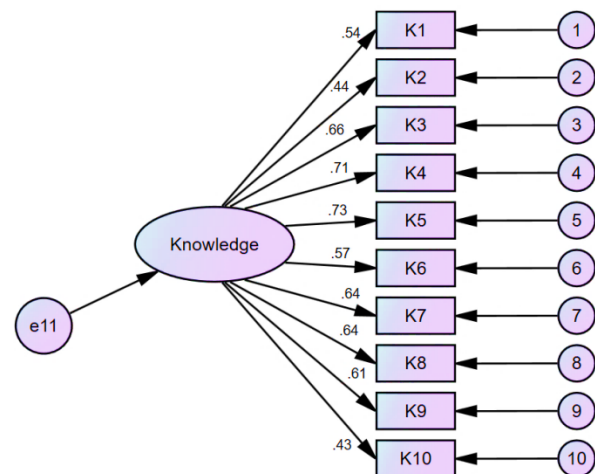 .54 K1 1
.44 K2 2
.66 K3 3
.71 K4 4
.73 K5 5
Knowledge
.57 K6 6
.64 K7 7
e11
.64 K8 8
.61 K9 9
.43 K10 10